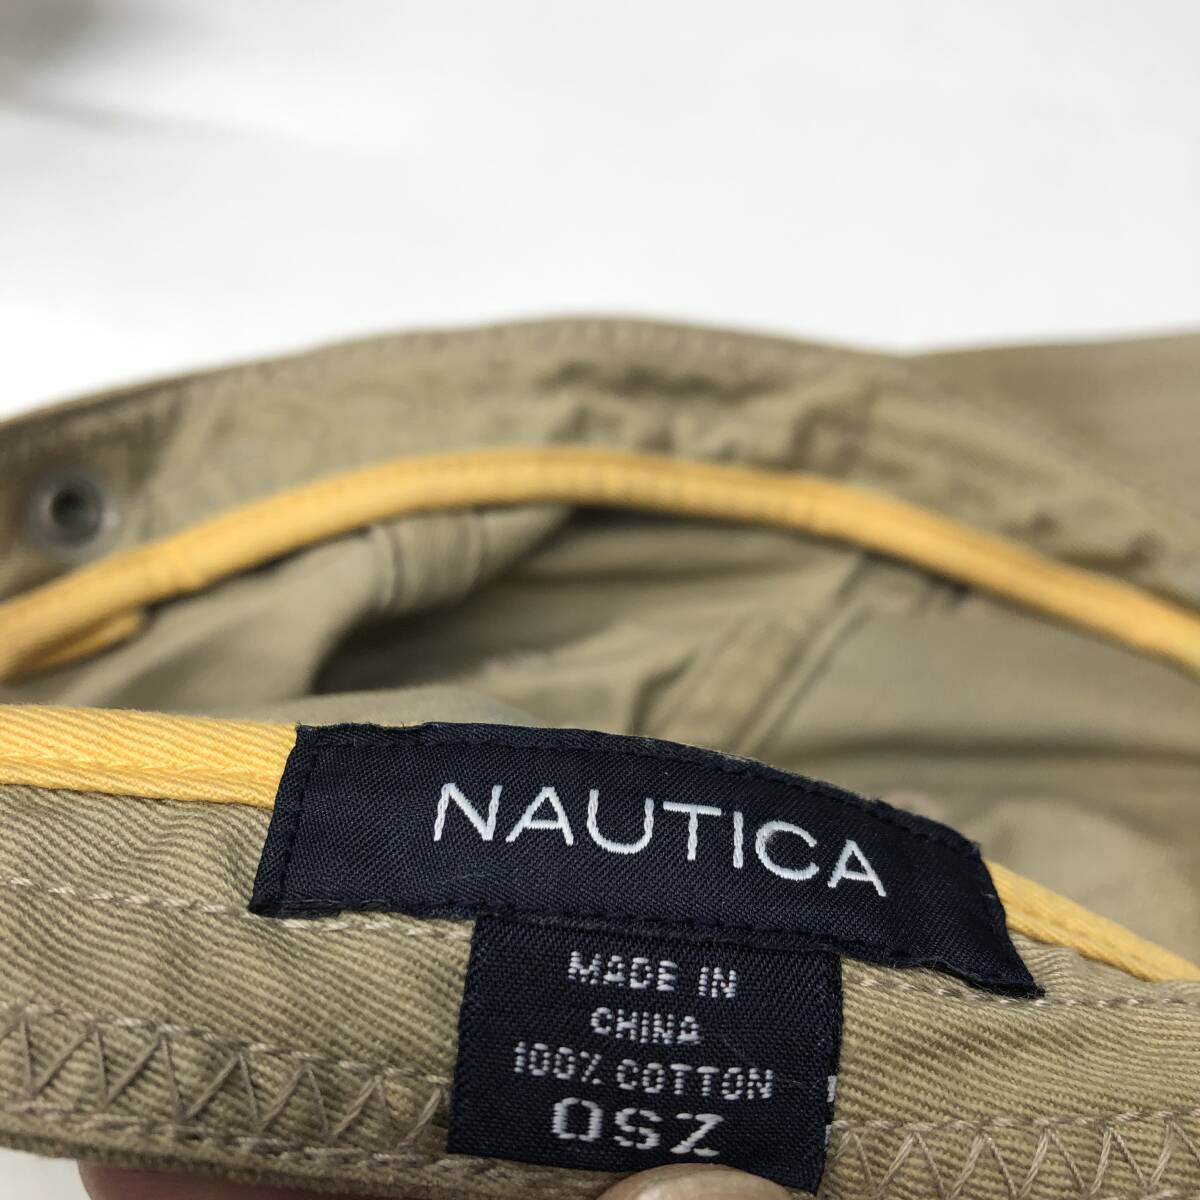 NAUTICA
MADE IN
CHINA
100% COTTON
OSZ